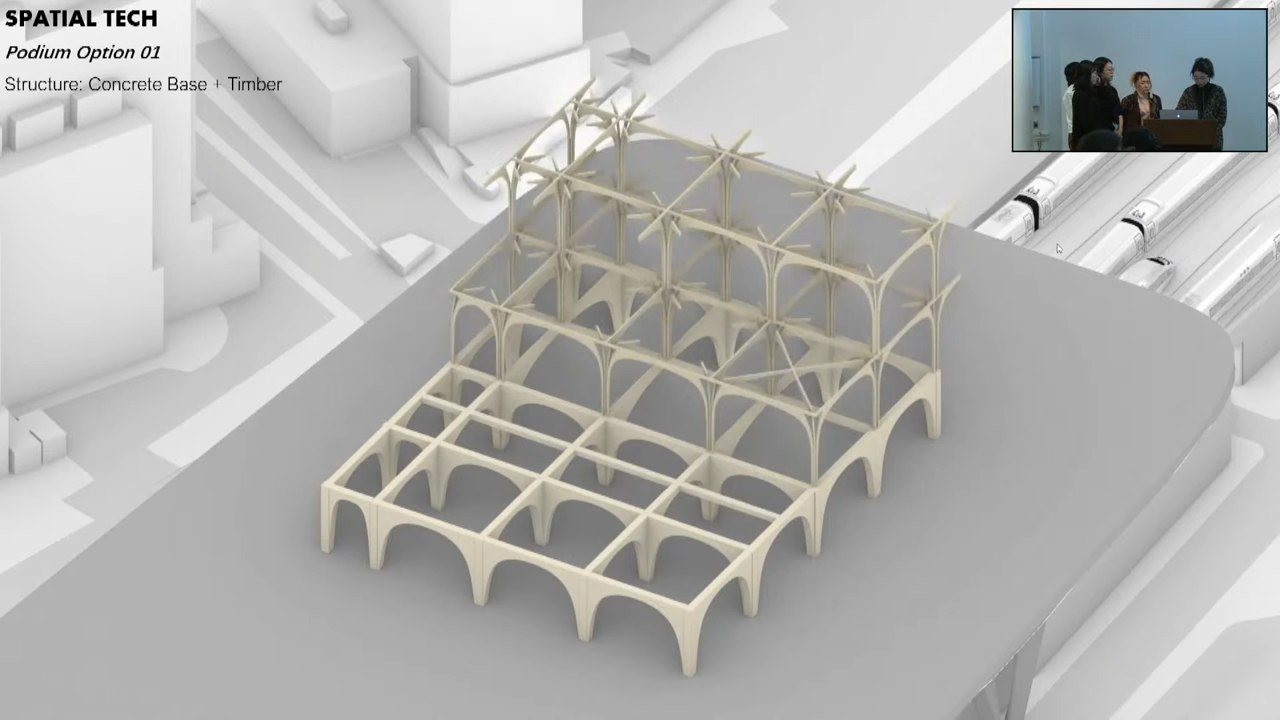 SPATIAL TECH
Podium Option 01
Structure: Concrete Base + Timber